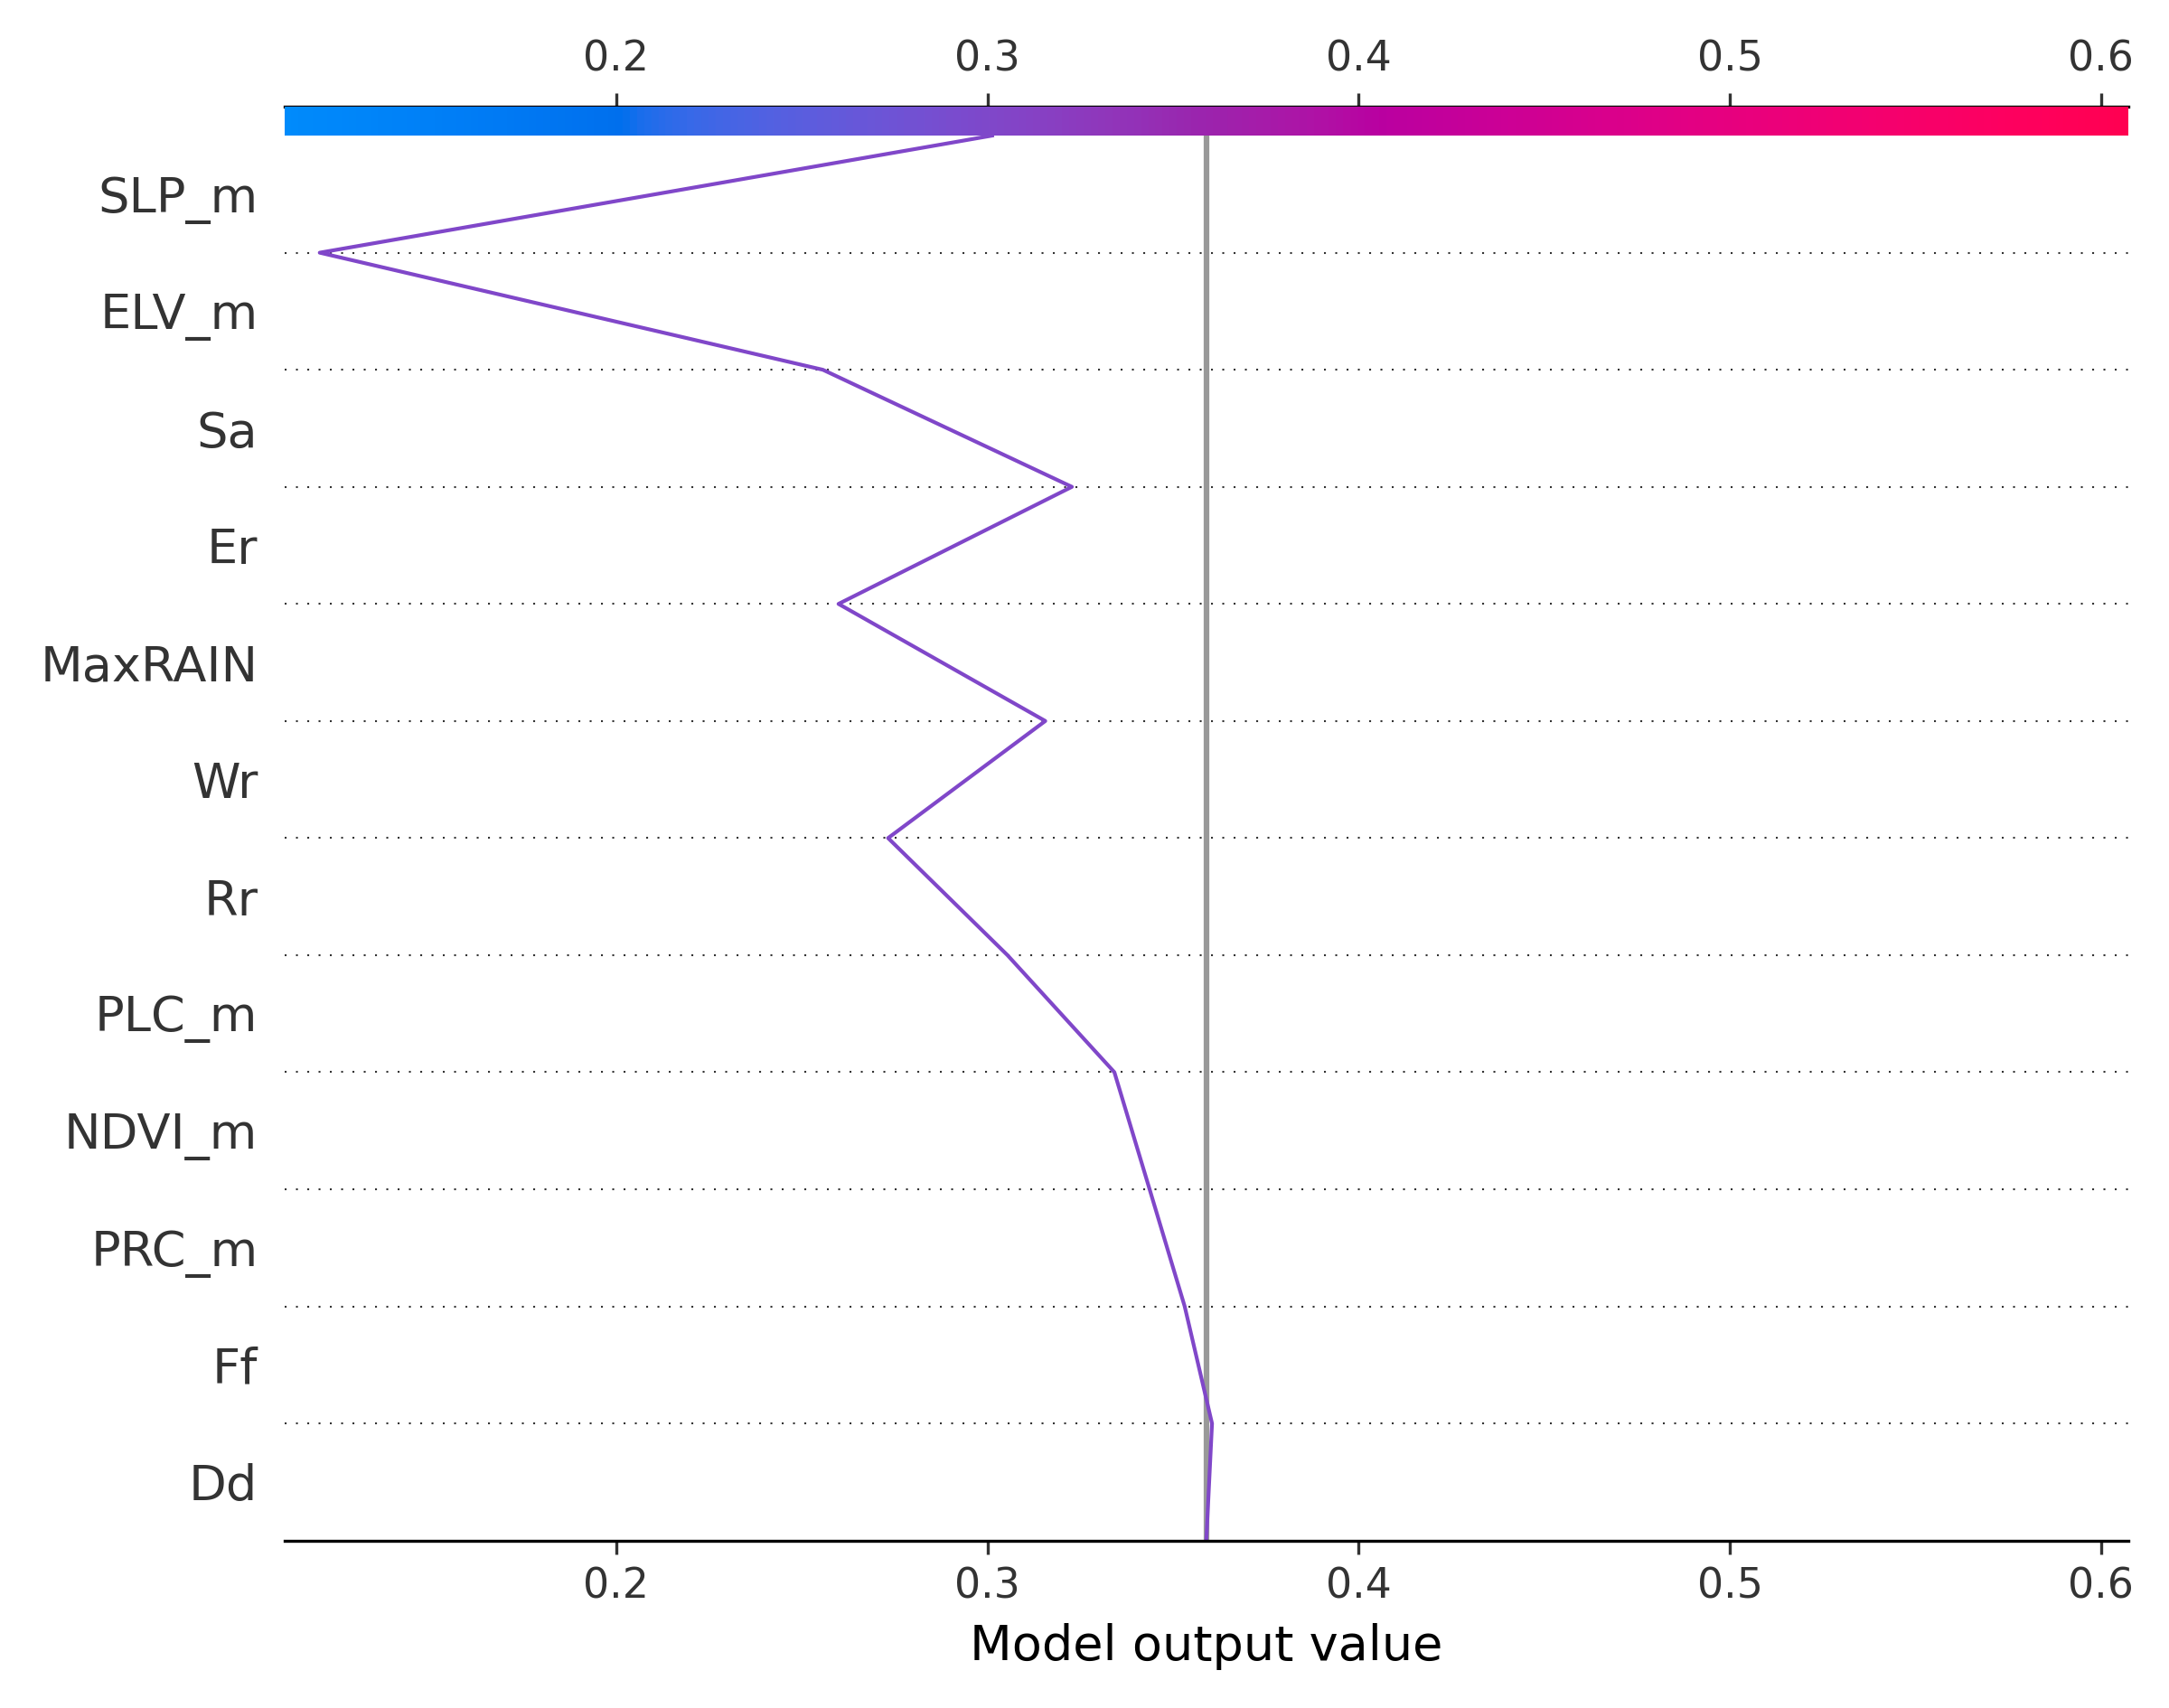 0.2 0.3 0.4 0.5 0.6
SLP_m
ELV_m
Sa
Er
MaxRAIN
Wr
Rr
PLC_m
NDVI_m
PRC_m
Ff
Dd
0.2 0.3 0.4 0.5 0.6
Model output value